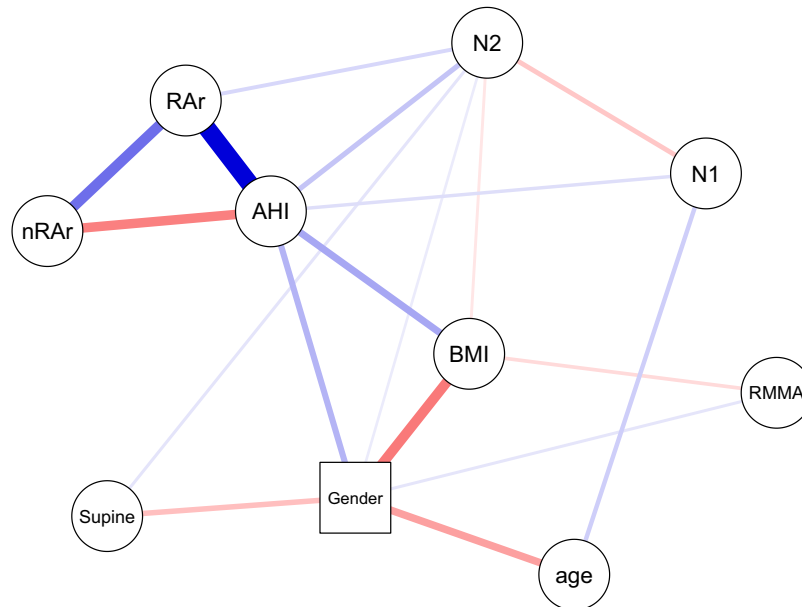 N2
RAr
N1
AHI
nRAr
BMI
RMMA
Gender
Supine
age